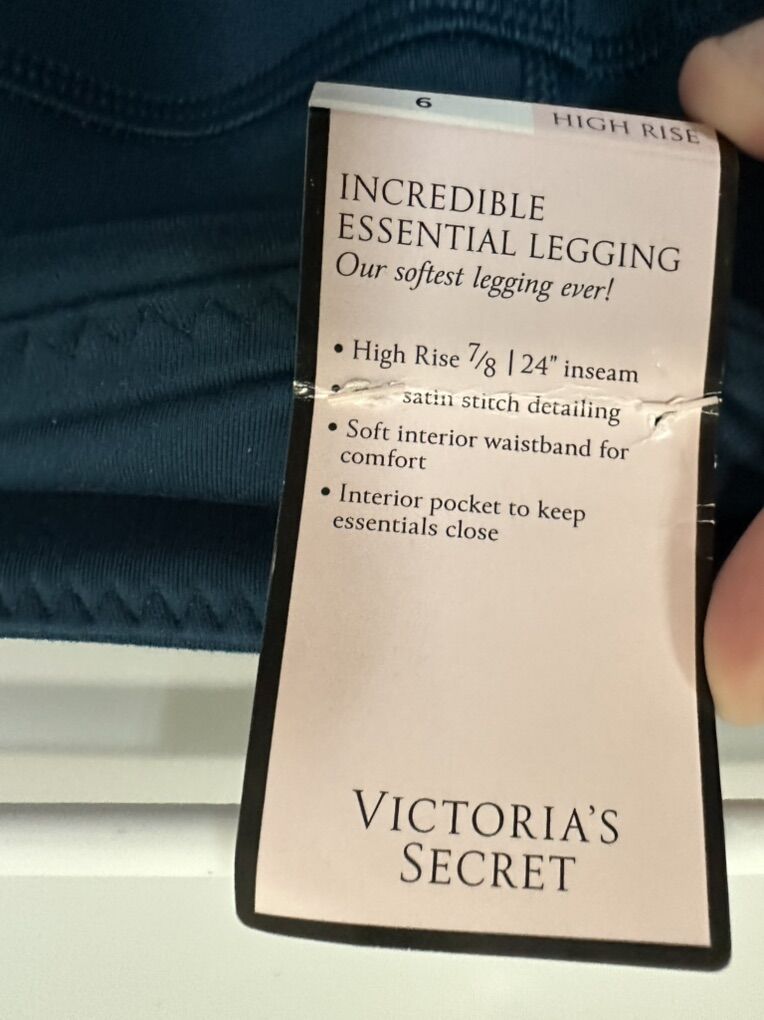 6
HIGH RISE
INCREDIBLE
ESSENTIAL LEGGING
Our softest legging ever!
• High Rise 7/8 | 24" inseam
• satin stitch detailing
• Soft interior waistband for
comfort
• Interior pocket to keep
essentials close
VICTORIA'S
SECRET